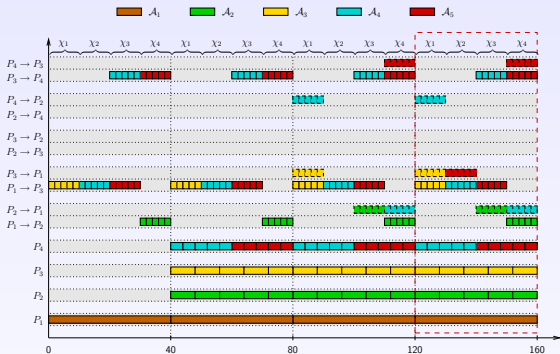 𝒜₁ 𝒜₂ 𝒜₃ 𝒜₄ 𝒜₅
χ₁ χ₂ χ₃ χ₄ χ₁ χ₂ χ₃ χ₄ χ₁ χ₂ χ₃ χ₄ χ₁ χ₂ χ₃ χ₄
P₄ → P₃
P₃ → P₄
P₄ → P₂
P₂ → P₄
P₃ → P₂
P₂ → P₃
P₃ → P₁
P₁ → P₃
P₂ → P₁
P₁ → P₂
P₄
P₃
P₂
P₁
0 40 80 120 160